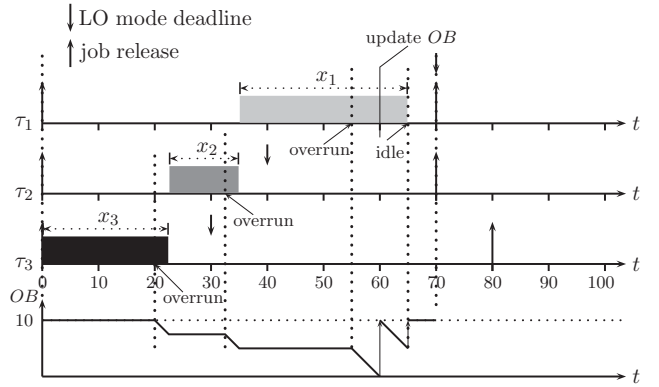 LO mode deadline
job release
update OB
x₁
τ₁
t
overrun
idle
x₂
τ₂
t
overrun
x₃
τ₃
t
0 10 20 30 40 50 60 70 80 90 100
overrun
OB
10
t